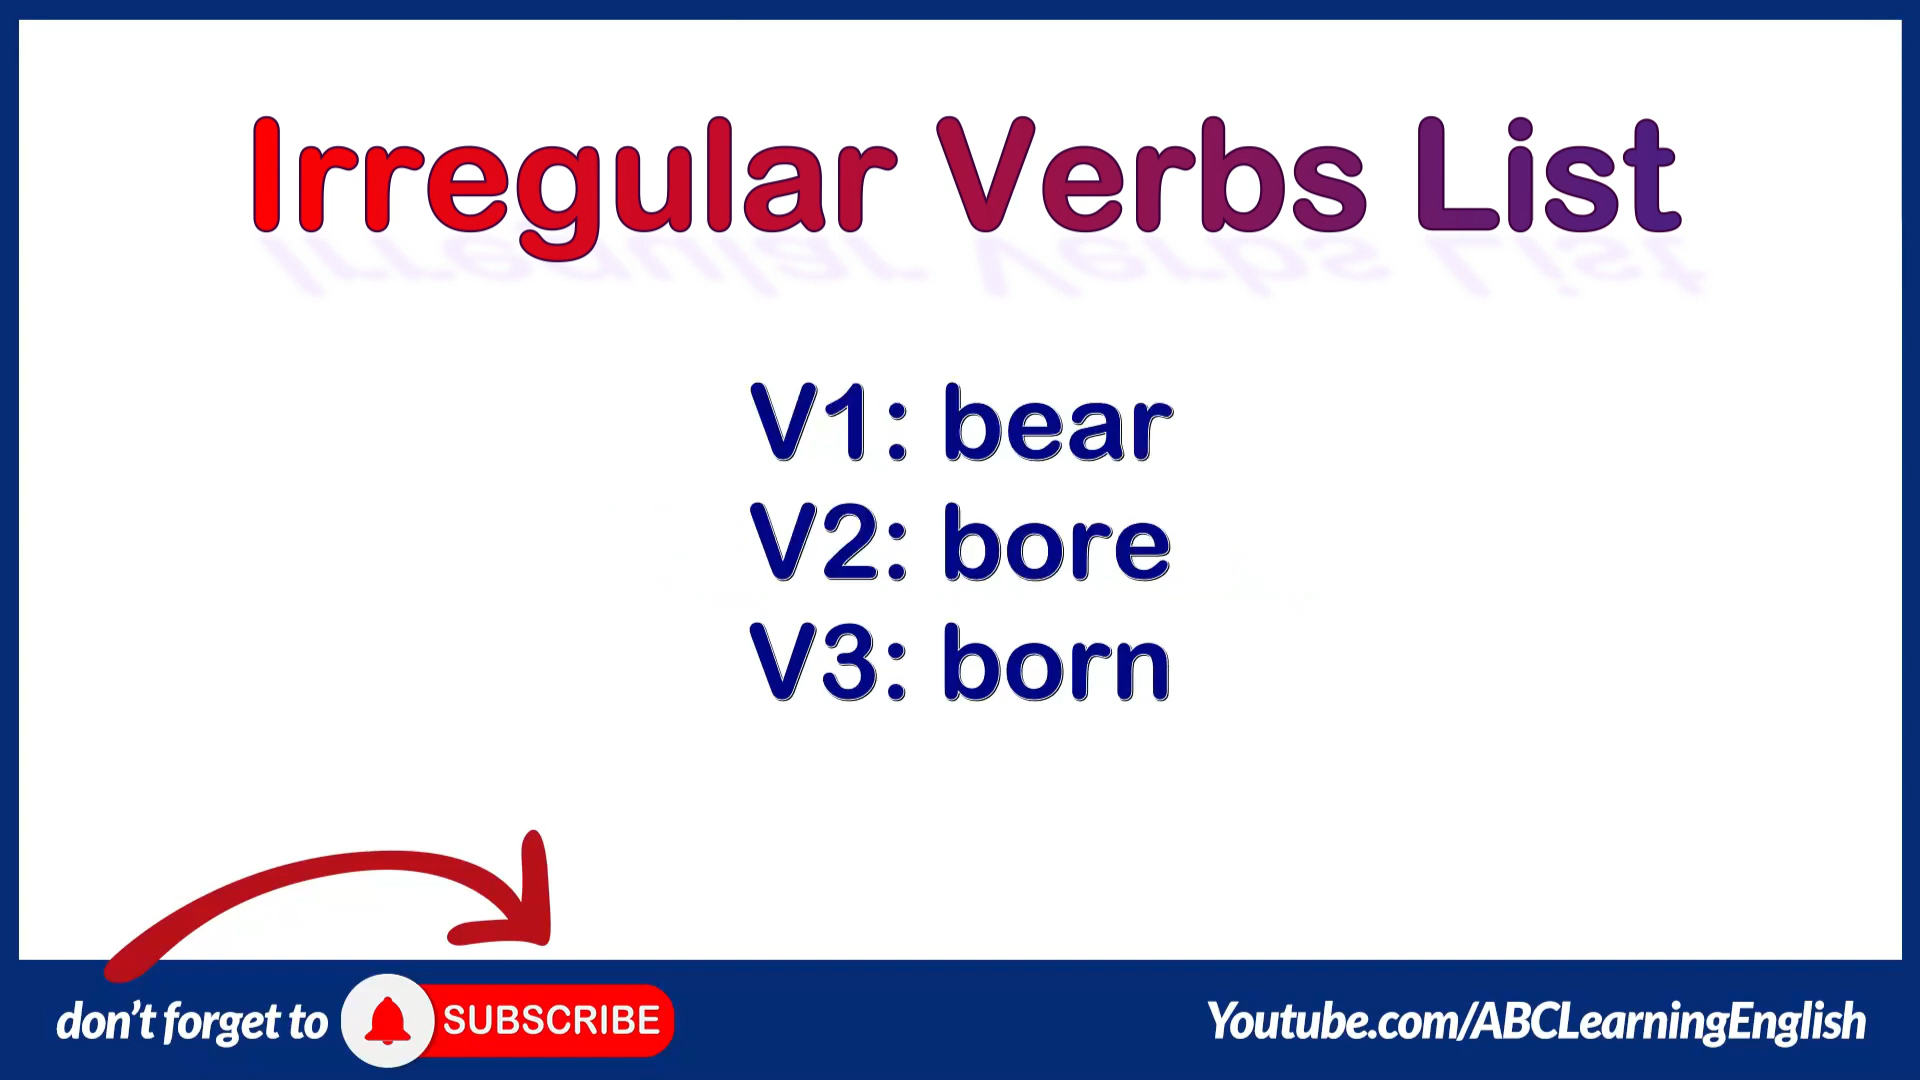 Irregular Verbs List
V1: bear
V2: bore
V3: born
don't forget to SUBSCRIBE
Youtube.com/ABCLearningEnglish